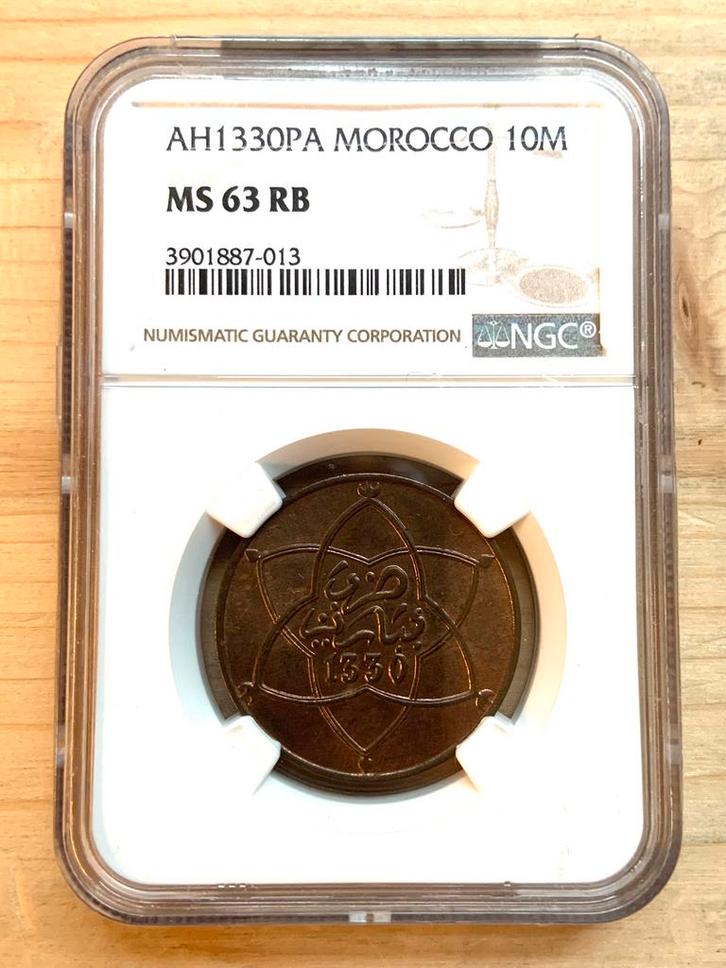 AH1330PA MOROCCO 10M
MS 63 RB
3901887-013
NUMISMATIC GUARANTY CORPORATION NGC®
ضرب
بباريز
1330